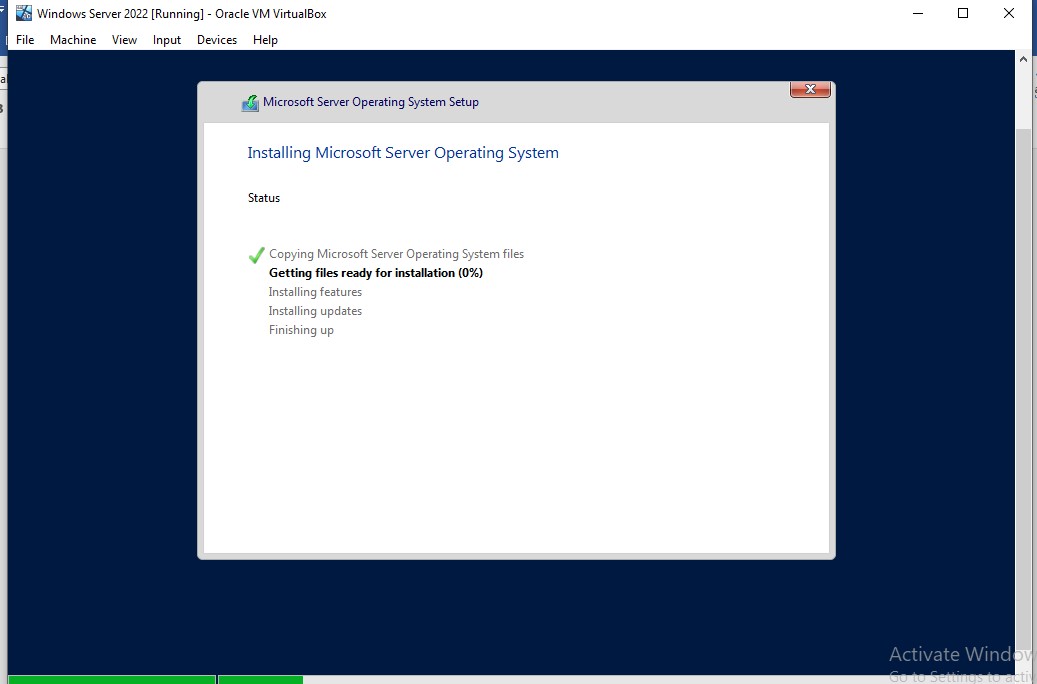 Windows Server 2022 [Running] - Oracle VM VirtualBox
File Machine View Input Devices Help
Microsoft Server Operating System Setup
Installing Microsoft Server Operating System
Status
Copying Microsoft Server Operating System files
Getting files ready for installation (0%)
Installing features
Installing updates
Finishing up
Activate Window
Go to Settings to activ